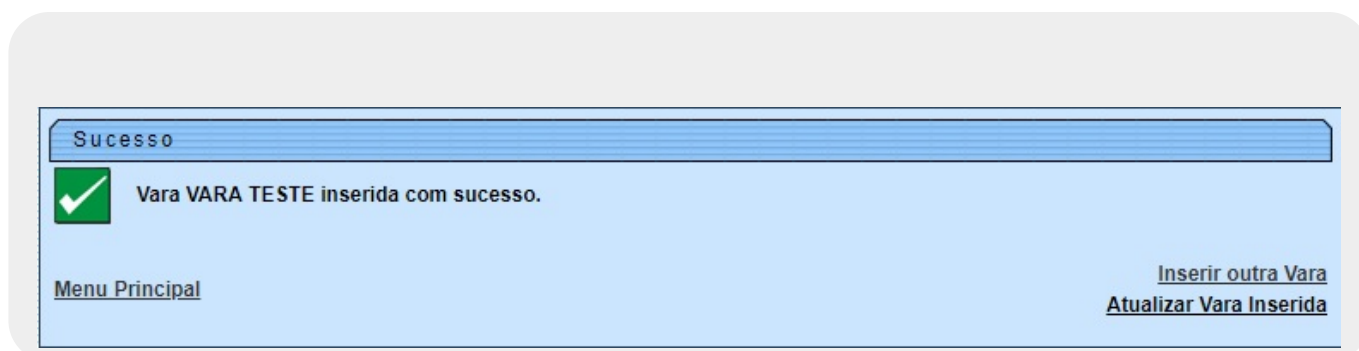 Sucesso
Vara VARA TESTE inserida com sucesso.
Menu Principal
Inserir outra Vara
Atualizar Vara Inserida